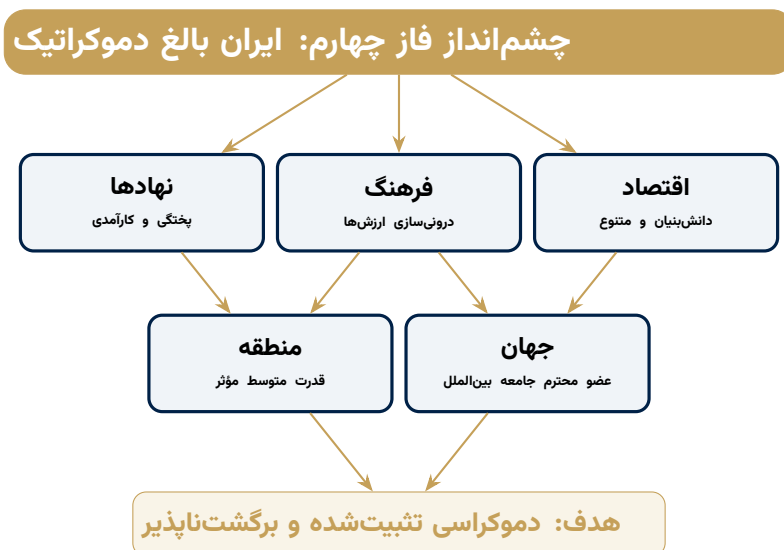 چشم‌انداز فاز چهارم: ایران بالغ دموکراتیک
اقتصاد
دانش‌بنیان و متنوع
فرهنگ
درونی‌سازی ارزش‌ها
نهادها
پختگی و کارآمدی
جهان
عضو محترم جامعه بین‌الملل
منطقه
قدرت متوسط مؤثر
هدف: دموکراسی تثبیت‌شده و برگشت‌ناپذیر